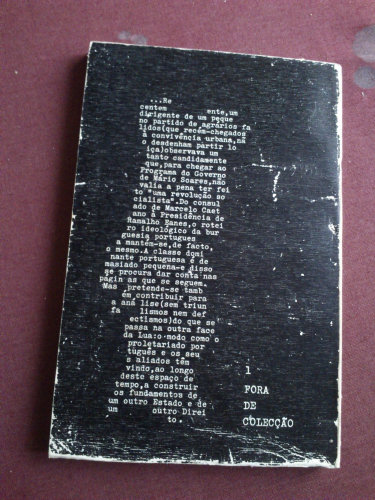 ...Re
centem ente,um
dirigente de um peque
no partido de agrários fa
lidos(que recém-chegados
à convivência urbana,nã
o desdenham partir lo
iça)observava um
tanto candidamente
que,para chegar ao
Programa do Governo
de Mário Soares,não
valia a pena ter fei
to "uma revolução so
cialista".Do consul
ado de Marcelo Caet
ano à Presidência de
Ramalho Eanes,o rotei
ro ideológico da bur
guesia portugues
a mantém-se,de facto,
o mesmo.A classe domi
nante portuguesa é de
masiado pequena-e disso
se procura dar conta nas
págin as que se seguem.
Mas pretende-se tamb
ém contribuir para
a aná lise(sem triun
fa lismos nem def
ectismos)do que se
passa na outra face
da Lua:o modo como o
proletariado por
tuguês e os seu
s aliados têm
vindo,ao longo
deste espaço de
tempo,a construir
os fundamentos de
um outro Estado e de
um outro Direi
to.
1
FORA
DE
COLECÇÃO